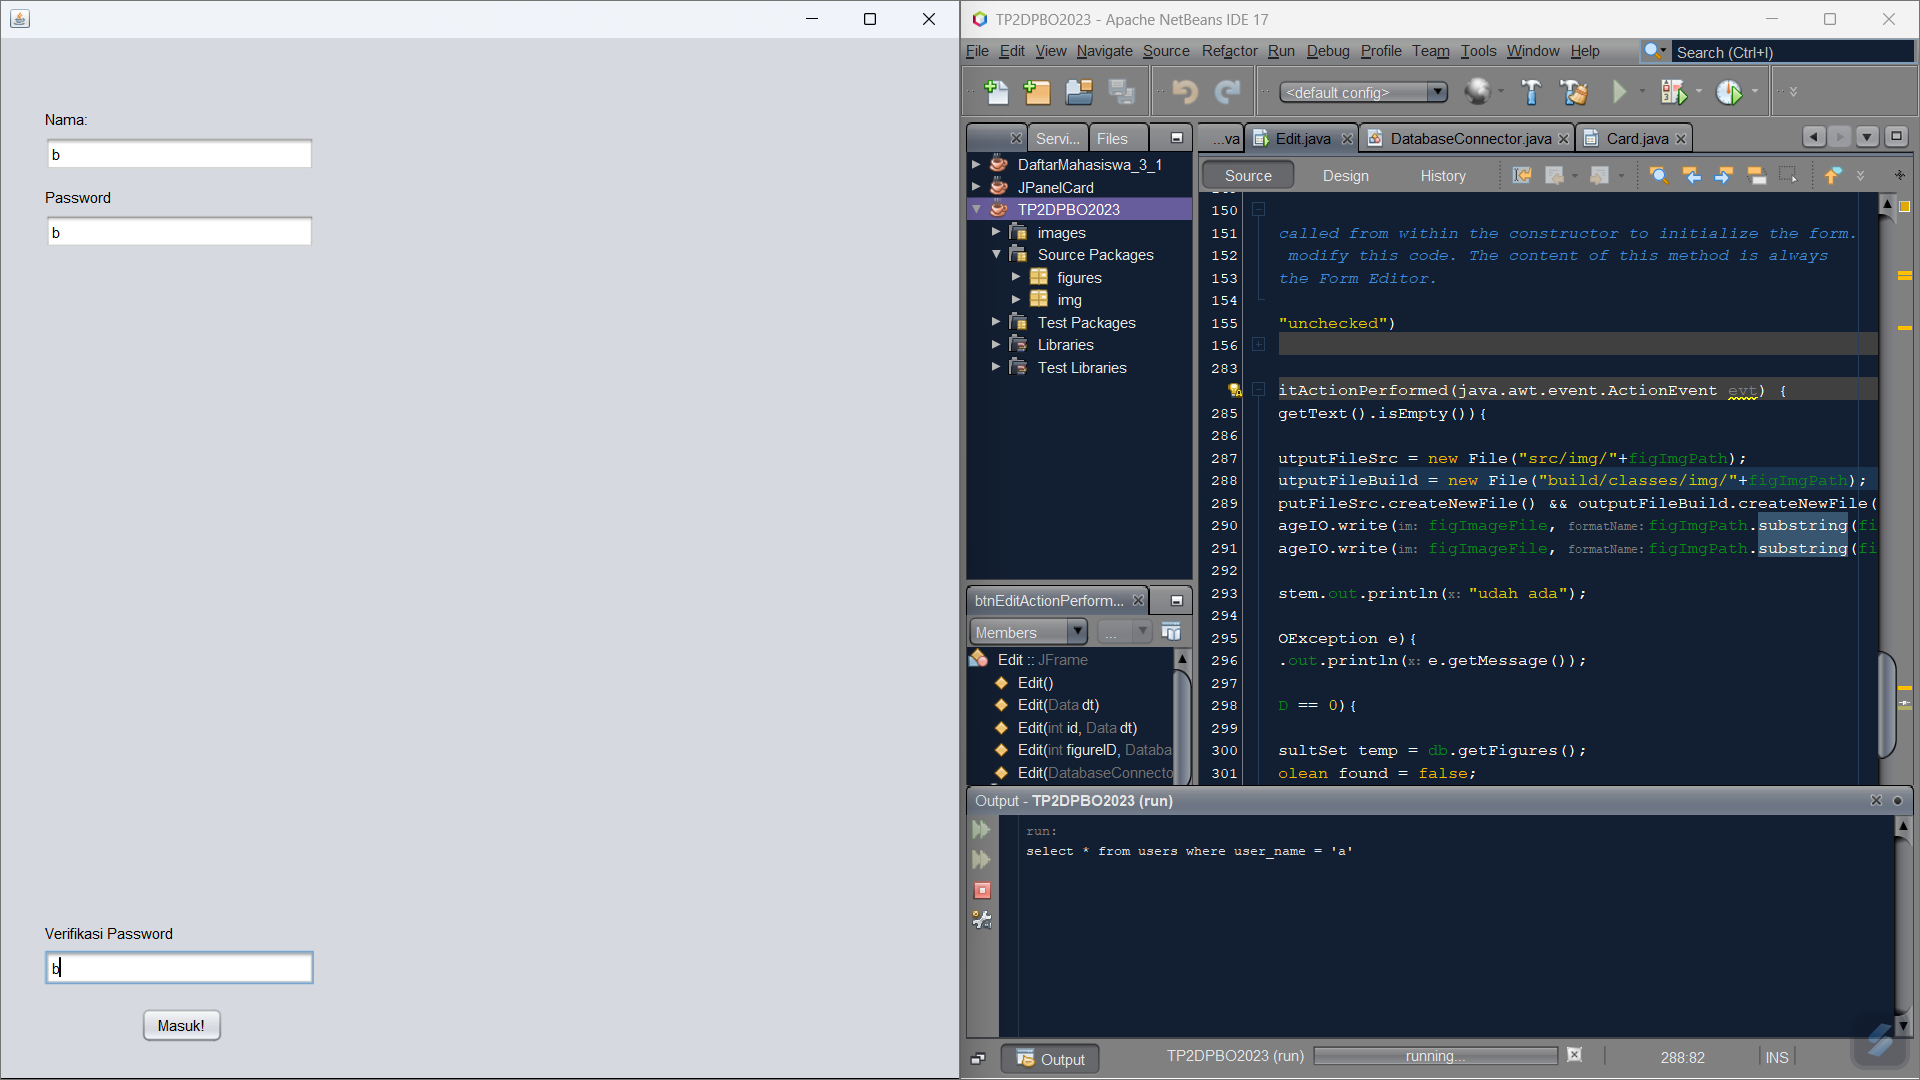 Nama:
b
Password
b
Verifikasi Password
b
Masuk!
TP2DPBO2023 - Apache NetBeans IDE 17
File Edit View Navigate Source Refactor Run Debug Profile Team Tools Window Help
Search (Ctrl+I)
<default config>
Servi... Files
DaftarMahasiswa_3_1
JPanelCard
TP2DPBO2023
images
Source Packages
figures
img
Test Packages
Libraries
Test Libraries
btnEditActionPerform...
Members
...
Edit :: JFrame
Edit()
Edit(Data dt)
Edit(int id, Data dt)
Edit(int figureID, Databa
Edit(DatabaseConnecto
...va Edit.java DatabaseConnector.java Card.java
Source Design History
150
151 called from within the constructor to initialize the form.
152 modify this code. The content of this method is always
153 the Form Editor.
154
155 "unchecked")
156
283
itActionPerformed(java.awt.event.ActionEvent evt) {
285 getText().isEmpty()){
286
287 utputFileSrc = new File("src/img/"+figImgPath);
288 utputFileBuild = new File("build/classes/img/"+figImgPath);
289 putFileSrc.createNewFile() && outputFileBuild.createNewFile(
290 ageIO.write(im: figImageFile, formatName: figImgPath.substring(fi
291 ageIO.write(im: figImageFile, formatName: figImgPath.substring(fi
292
293 stem.out.println(x: "udah ada");
294
295 OException e){
296 .out.println(x: e.getMessage());
297
298 D == 0){
299
300 sultSet temp = db.getFigures();
301 olean found = false;
Output - TP2DPBO2023 (run)
run:
select * from users where user_name = 'a'
Output
TP2DPBO2023 (run)
running...
288:82
INS